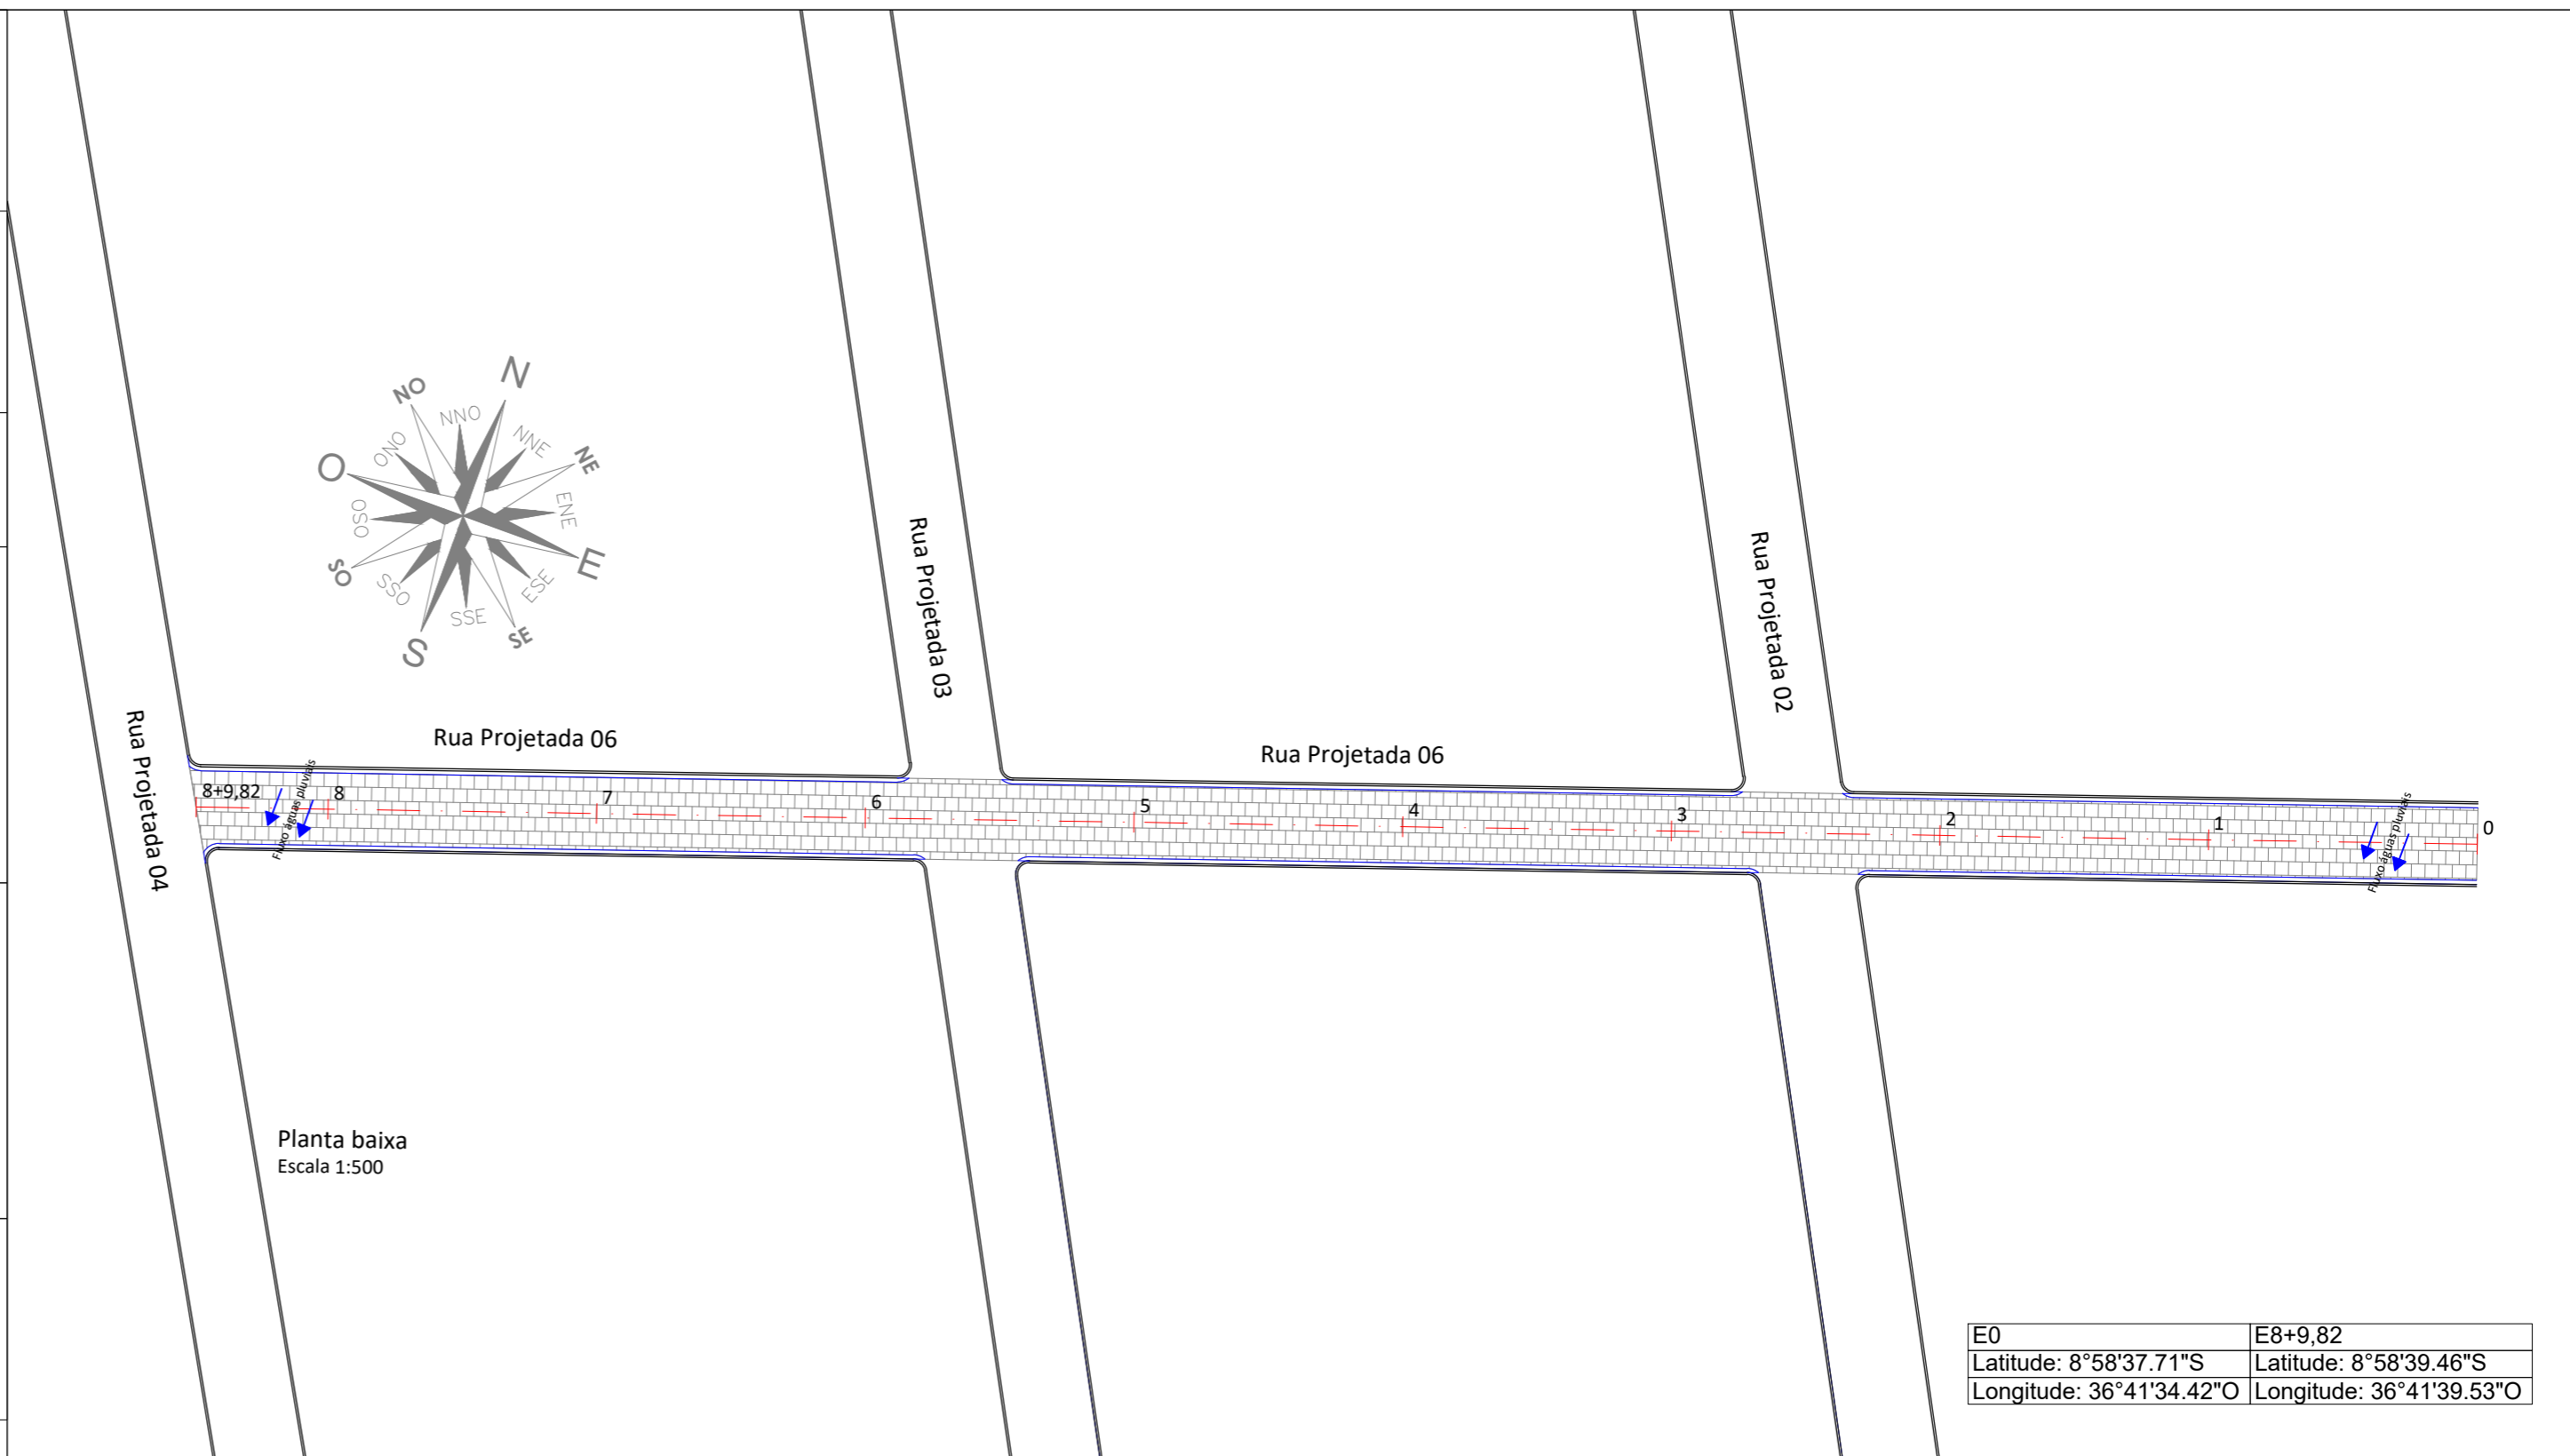 N
NO
NNO
NNE
ONO
NE
O
OSO
ENE
SO
E
SSO
ESE
SSE
SE
S
Rua Projetada 03
Rua Projetada 02
Rua Projetada 04
Rua Projetada 06
Rua Projetada 06
8+9,82
Fluxo águas pluviais
8
7
6
5
4
3
2
1
Fluxo águas pluviais
0
Planta baixa
Escala 1:500
E0 E8+9,82
Latitude: 8°58'37.71"S Latitude: 8°58'39.46"S
Longitude: 36°41'34.42"O Longitude: 36°41'39.53"O